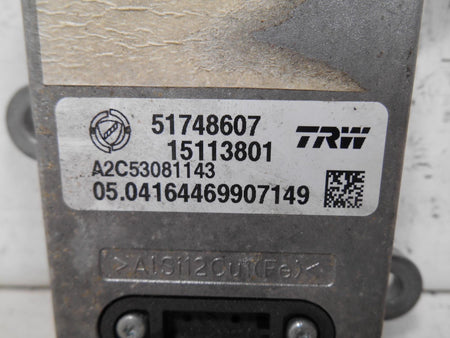 51748607
TRW
15113801
A2C53081143
05.04164469907149
>AlSi12Cu1(Fe)<